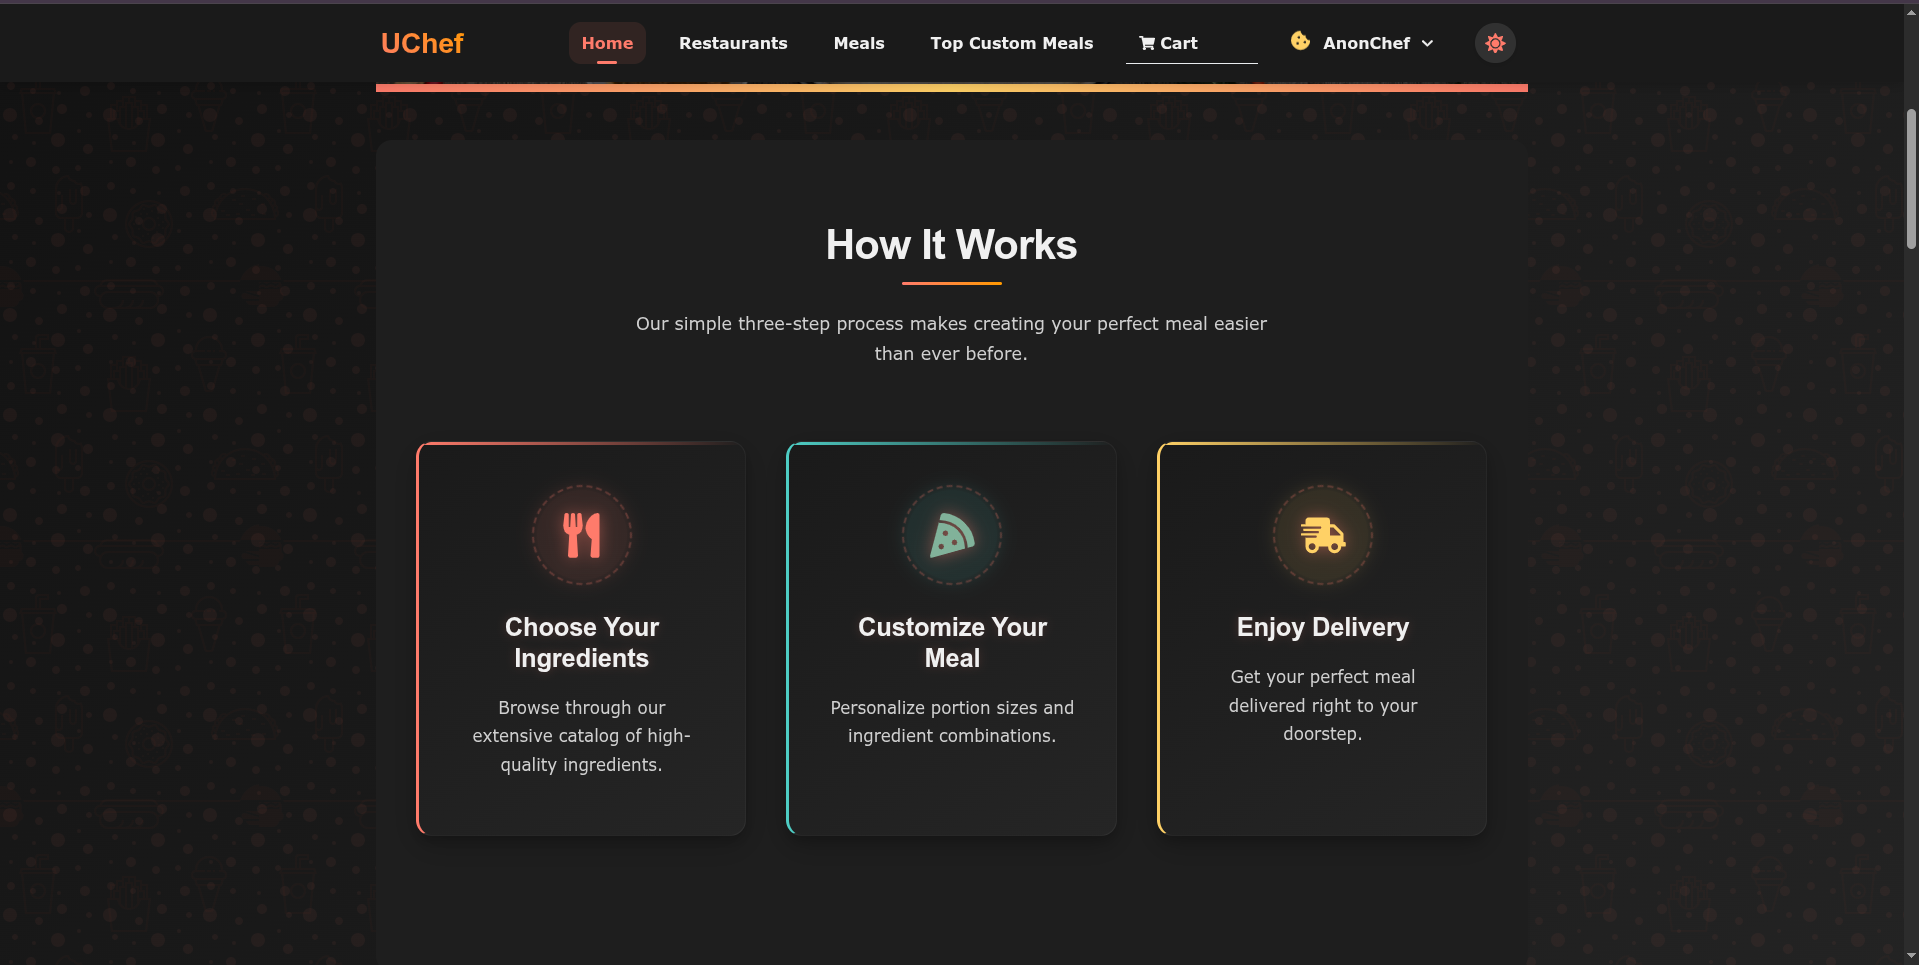 UChef
Home
Restaurants
Meals
Top Custom Meals
Cart
AnonChef
How It Works
Our simple three-step process makes creating your perfect meal easier
than ever before.
Choose Your
Ingredients
Browse through our
extensive catalog of high-
quality ingredients.
Customize Your
Meal
Personalize portion sizes and
ingredient combinations.
Enjoy Delivery
Get your perfect meal
delivered right to your
doorstep.